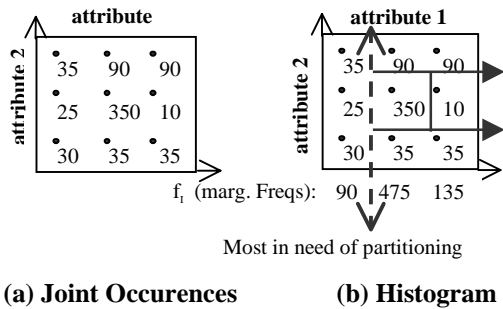 attribute
attribute 2
35 90 90
25 350 10
30 35 35
attribute 1
attribute 2
35 90 90
25 350 10
30 35 35
f_I (marg. Freqs): 90 475 135
Most in need of partitioning
(a) Joint Occurences
(b) Histogram